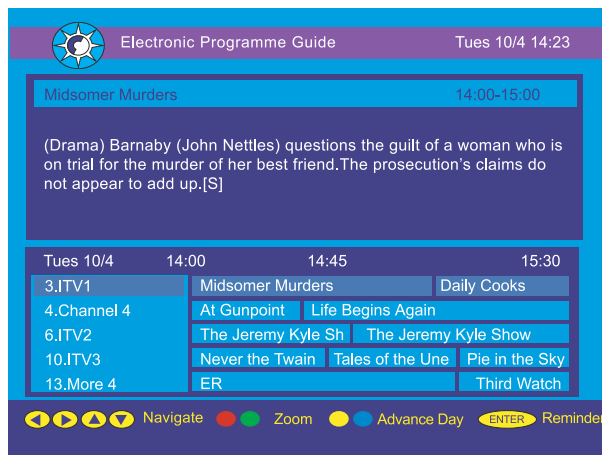 Electronic Programme Guide Tues 10/4 14:23
Midsomer Murders 14:00-15:00
(Drama) Barnaby (John Nettles) questions the guilt of a woman who is
on trial for the murder of her best friend.The prosecution's claims do
not appear to add up.[S]
Tues 10/4 14:00 14:45 15:30
3.ITV1 Midsomer Murders Daily Cooks
4.Channel 4 At Gunpoint Life Begins Again
6.ITV2 The Jeremy Kyle Sh The Jeremy Kyle Show
10.ITV3 Never the Twain Tales of the Une Pie in the Sky
13.More 4 ER Third Watch
Navigate Zoom Advance Day ENTER Reminder